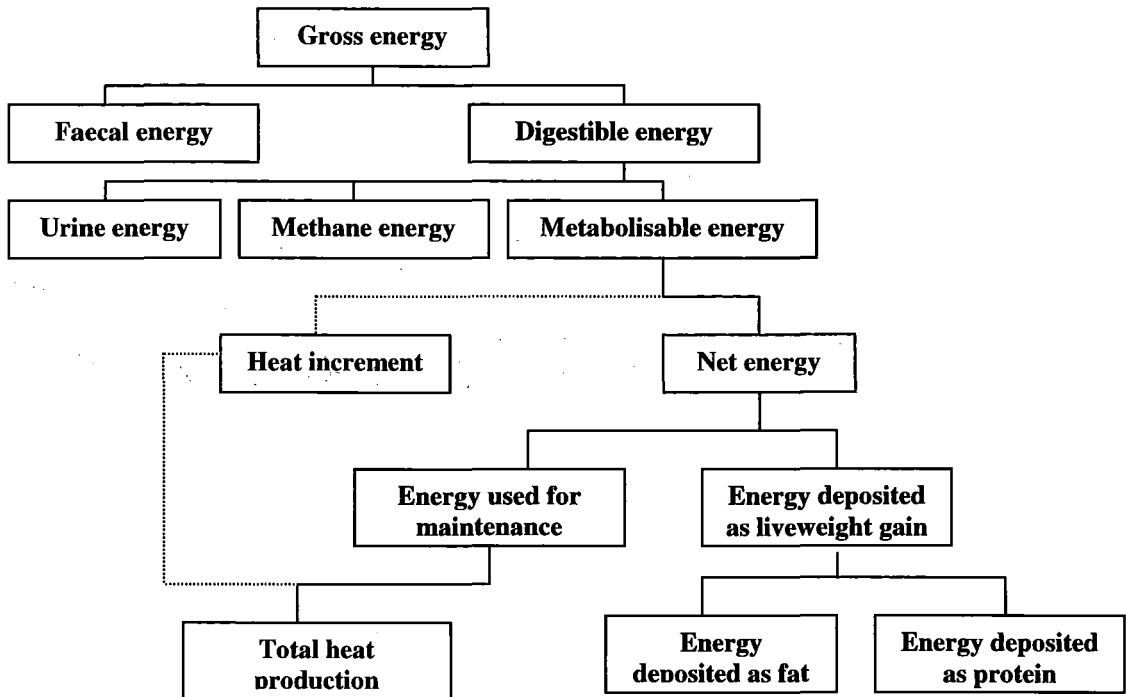 Gross energy
Faecal energy
Digestible energy
Urine energy
Methane energy
Metabolisable energy
Heat increment
Net energy
Energy used for
maintenance
Energy deposited
as liveweight gain
Total heat
production
Energy
deposited as fat
Energy deposited
as protein